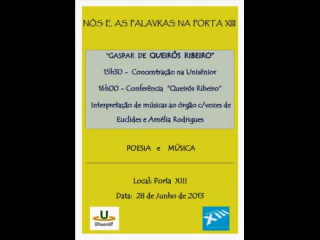 NÓS E AS PALAVRAS NA PORTA XIII
"GASPAR DE QUEIRÓS RIBEIRO"
15h30 - Concentração na Unisénior
16h00 - Conferência "Queirós Ribeiro"
Interpretação de músicas ao órgão c/vozes de
Euclides e Amélia Rodrigues
POESIA e MÚSICA
Local: Porta XIII
Data: 28 de Junho de 2013
U
XIII